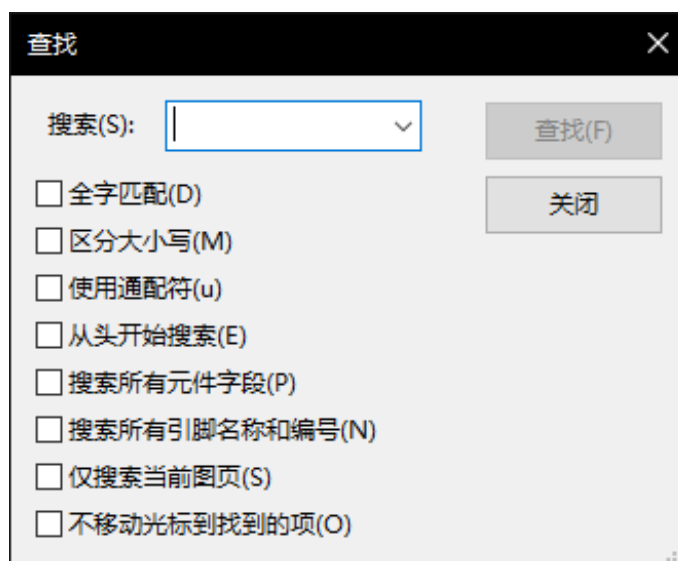 查找
搜索(S):
查找(F)
全字匹配(D)
关闭
区分大小写(M)
使用通配符(u)
从头开始搜索(E)
搜索所有元件字段(P)
搜索所有引脚名称和编号(N)
仅搜索当前图页(S)
不移动光标到找到的项(O)